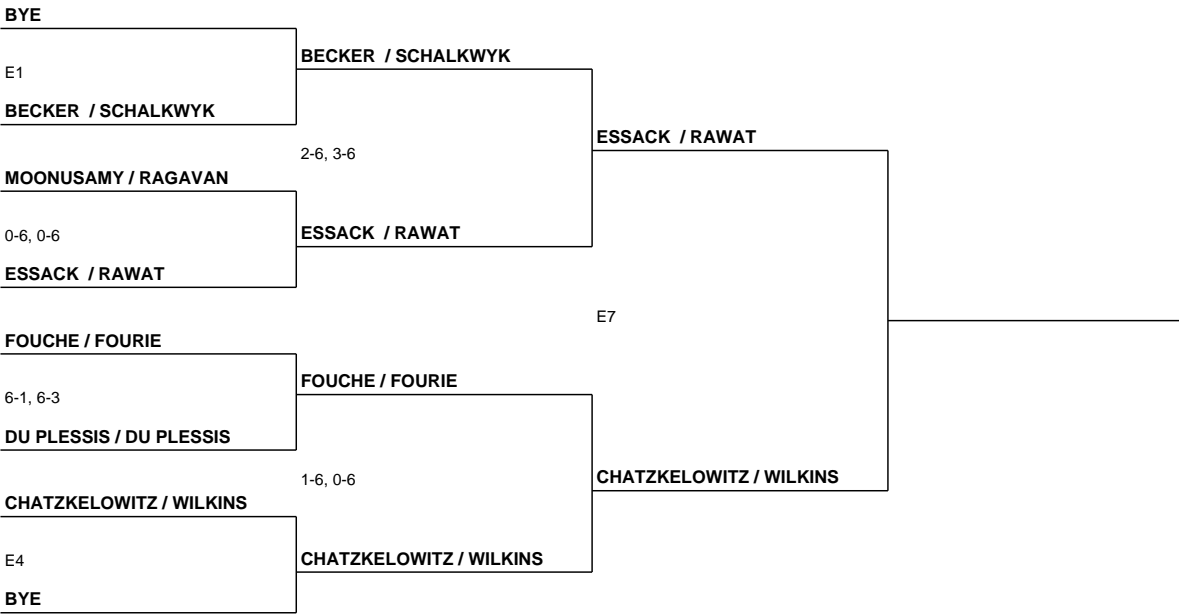 BYE
E1
BECKER / SCHALKWYK
MOONUSAMY / RAGAVAN
0-6, 0-6
ESSACK / RAWAT
FOUCHE / FOURIE
6-1, 6-3
DU PLESSIS / DU PLESSIS
CHATZKELOWITZ / WILKINS
E4
BYE
BECKER / SCHALKWYK
2-6, 3-6
ESSACK / RAWAT
FOUCHE / FOURIE
1-6, 0-6
CHATZKELOWITZ / WILKINS
ESSACK / RAWAT
E7
CHATZKELOWITZ / WILKINS